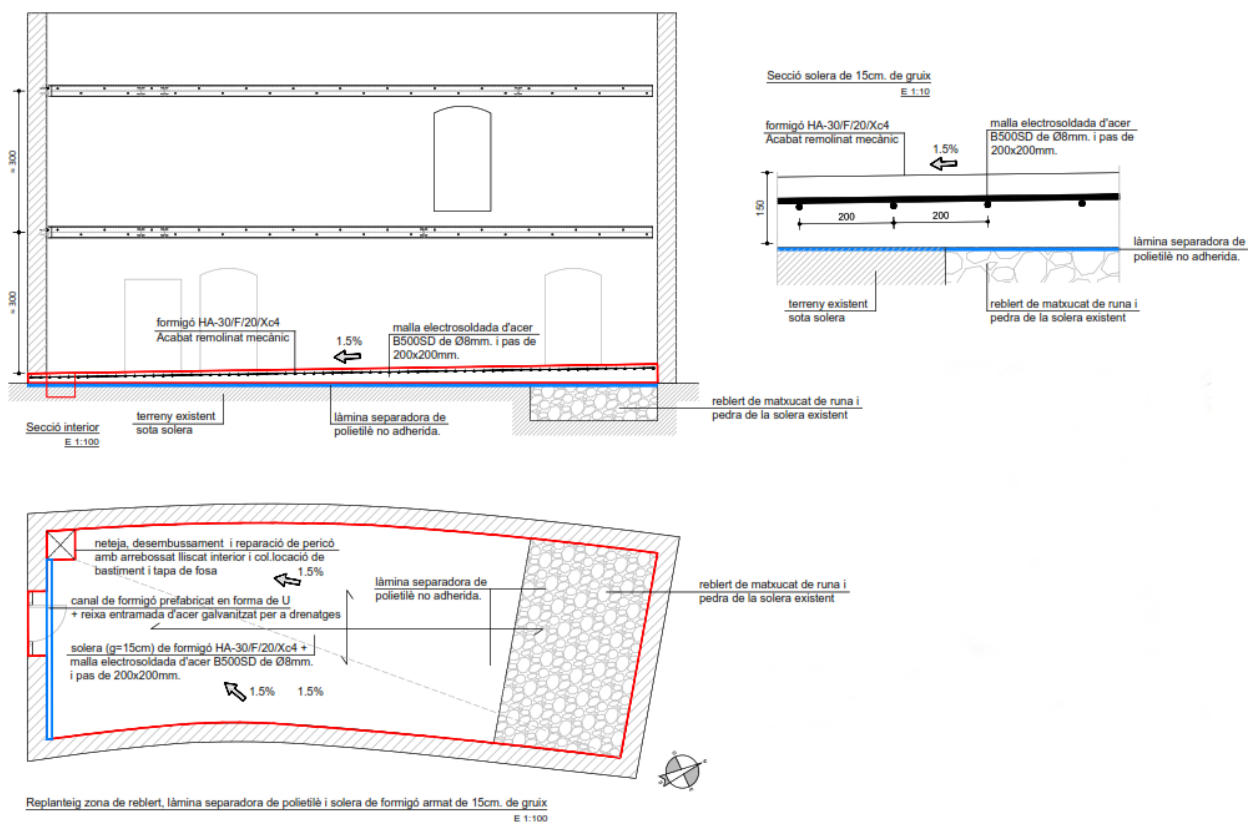 Secció solera de 15cm. de gruix
E 1:10
formigó HA-30/F/20/Xc4
Acabat remolinat mecànic
malla electrosoldada d'acer
B500SD de Ø8mm. i pas de
200x200mm.
1.5%
150
200
200
làmina separadora de
polietilè no adherida.
terreny existent
sota solera
reblert de matxucat de runa i
pedra de la solera existent
≈ 300
≈ 300
formigó HA-30/F/20/Xc4
Acabat remolinat mecànic
1.5%
malla electrosoldada d'acer
B500SD de Ø8mm. i pas de
200x200mm.
Secció interior
E 1:100
terreny existent
sota solera
làmina separadora de
polietilè no adherida.
reblert de matxucat de runa i
pedra de la solera existent
neteja, desembussament i reparació de pericó
amb arrebossat lliscat interior i col.locació de
bastiment i tapa de fosa
1.5%
làmina separadora de
polietilè no adherida.
reblert de matxucat de runa i
pedra de la solera existent
canal de formigó prefabricat en forma de U
+ reixa entramada d'acer galvanitzat per a drenatges
solera (g=15cm) de formigó HA-30/F/20/Xc4 +
malla electrosoldada d'acer B500SD de Ø8mm.
i pas de 200x200mm.
1.5%
1.5%
Replanteig zona de reblert, làmina separadora de polietilè i solera de formigó armat de 15cm. de gruix
E 1:100